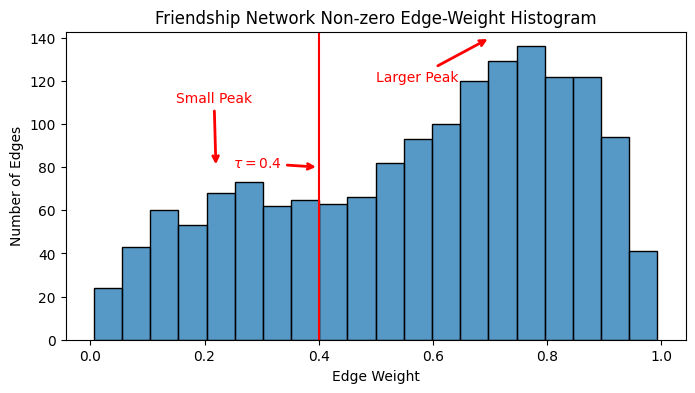 Friendship Network Non-zero Edge-Weight Histogram
140
120
100
80
60
40
20
0
Number of Edges
Larger Peak
Small Peak
τ = 0.4
0.0 0.2 0.4 0.6 0.8 1.0
Edge Weight